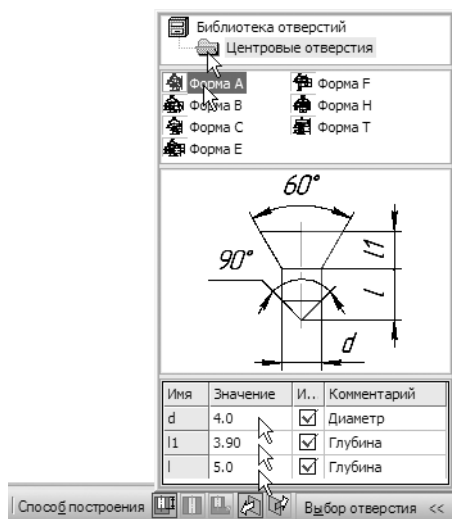 Библиотека отверстий
Центровые отверстия
Форма A Форма F
Форма B Форма H
Форма C Форма T
Форма E
60°
90°
l1
l
d
Имя Значение И.. Комментарий
d 4.0 Диаметр
l1 3.90 Глубина
l 5.0 Глубина
Способ построения Выбор отверстия <<